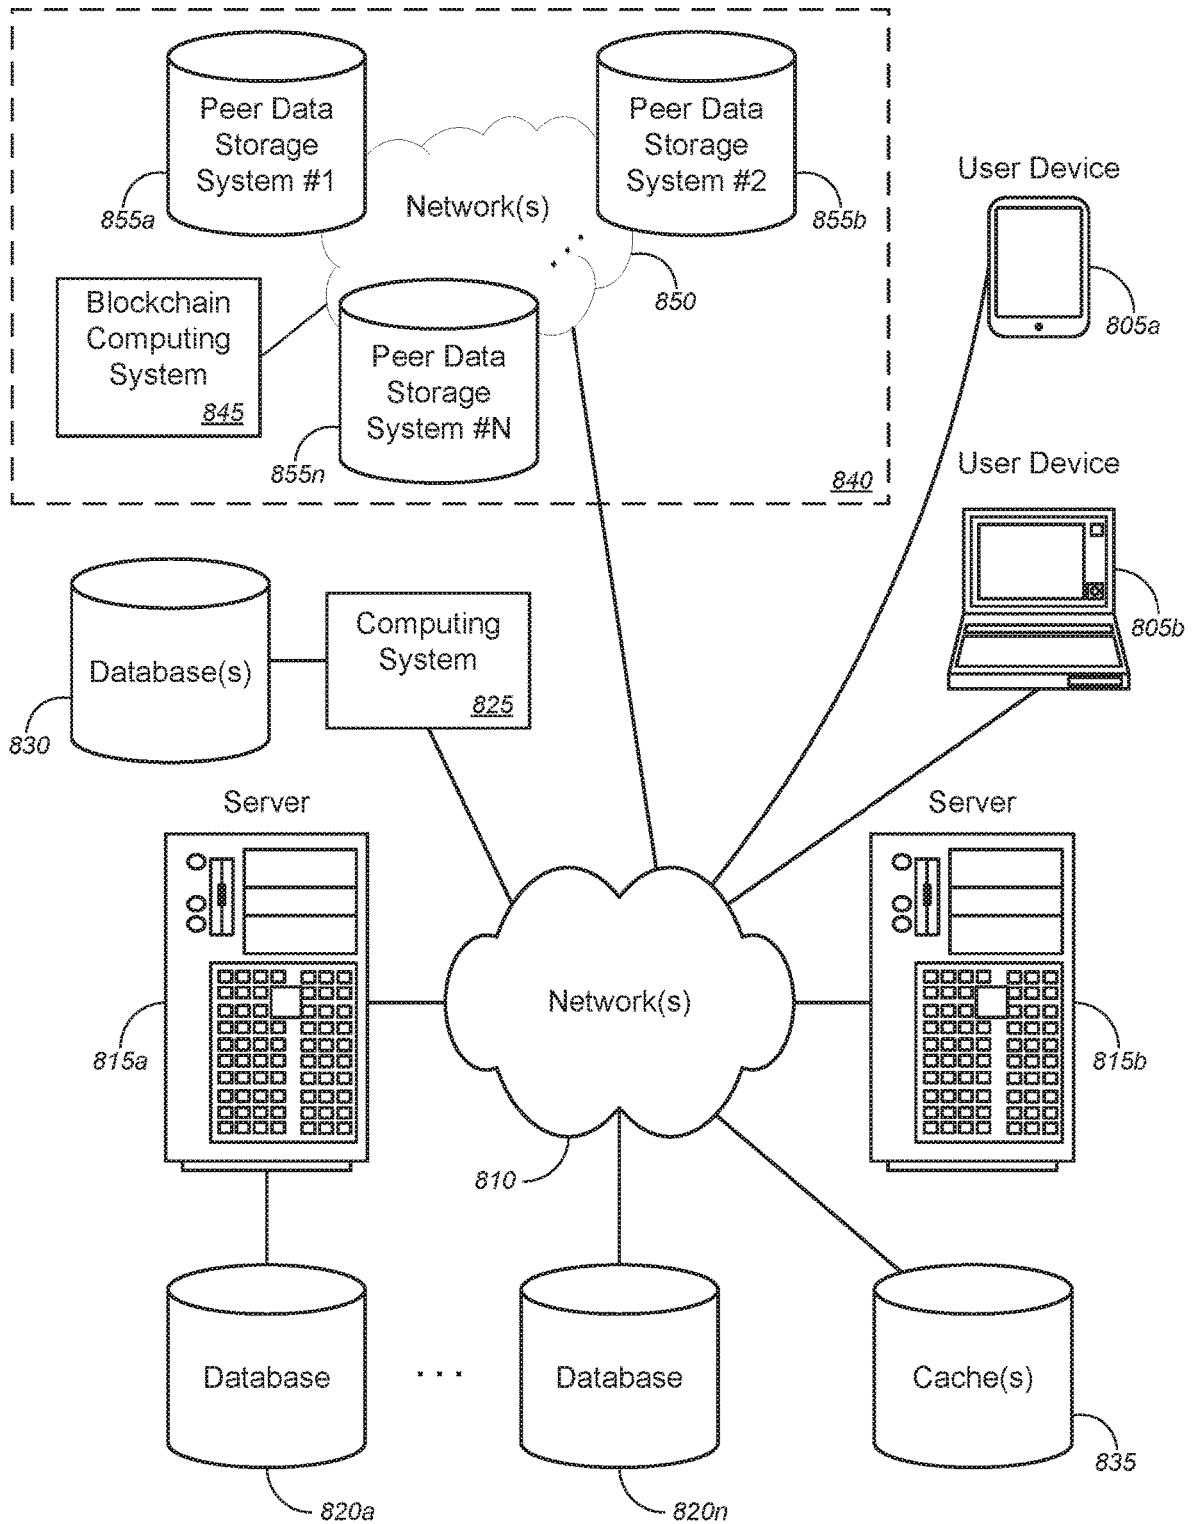 Peer Data
Storage
System #1
855a
Peer Data
Storage
System #2
855b
Network(s)
850
Blockchain
Computing
System
845
Peer Data
Storage
System #N
855n
840
User Device
805a
User Device
805b
Database(s)
830
Computing
System
825
Server
815a
Server
815b
Network(s)
810
Database
820a
. . .
Database
820n
Cache(s)
835